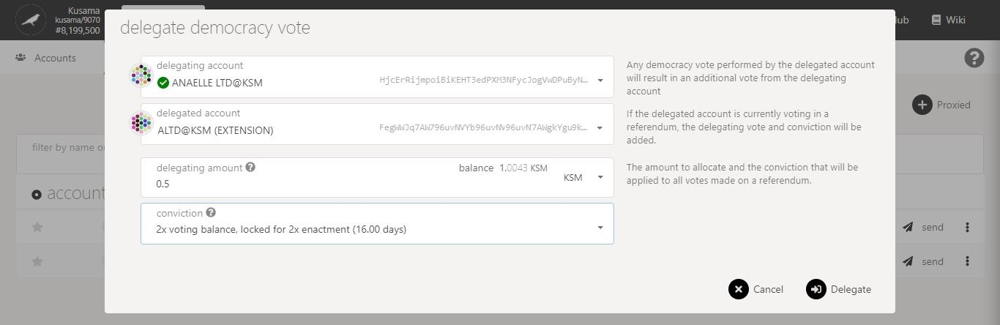 Kusama
kusama/9070
#8,199,500
Wiki
Accounts
delegate democracy vote
delegating account
ANAELLE LTD@KSM
HjcErRijmpoiBiKEHT3edPXM3NFycJogVwDPuByN…
Any democracy vote performed by the delegated account
will result in an additional vote from the delegating
account
delegated account
ALTD@KSM (EXTENSION)
FegWWJq7AW796uvNVYb96uvNv96uvN7AWgkYgu9k…
If the delegated account is currently voting in a
referendum, the delegating vote and conviction will be
added.
Proxied
filter by name o
delegating amount
balance 1.0043 KSM
0.5
KSM
The amount to allocate and the conviction that will be
applied to all votes made on a referendum.
account
conviction
2x voting balance, locked for 2x enactment (16.00 days)
send
send
Cancel
Delegate